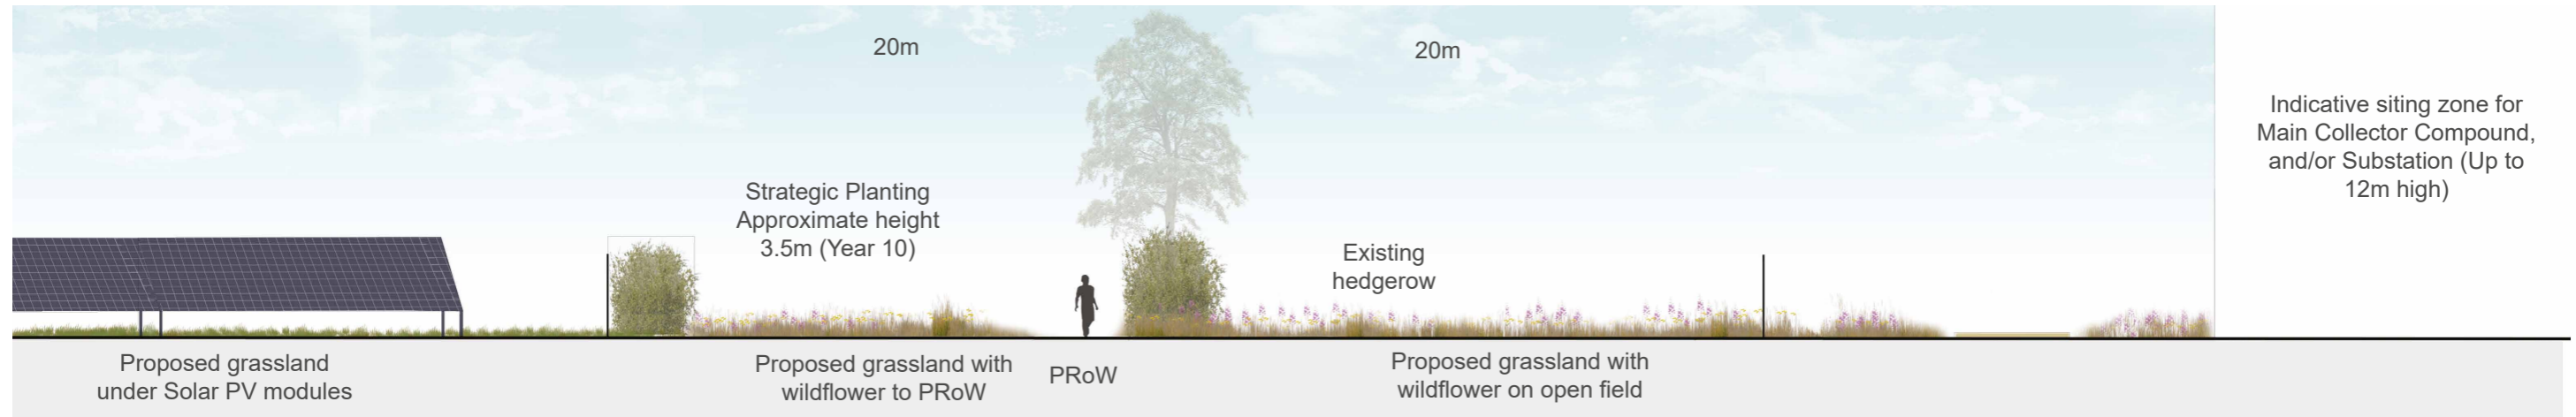 20m
20m
Indicative siting zone for
Main Collector Compound,
and/or Substation (Up to
12m high)
Strategic Planting
Approximate height
3.5m (Year 10)
Existing
hedgerow
Proposed grassland
under Solar PV modules
Proposed grassland with
wildflower to PRoW
PRoW
Proposed grassland with
wildflower on open field